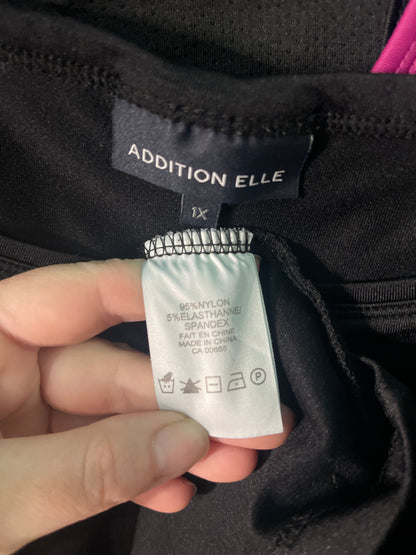 ADDITION ELLE
1X
95%NYLON
5%ELASTHANNE/
SPANDEX
FAIT EN CHINE
MADE IN CHINA
CA 00665
P